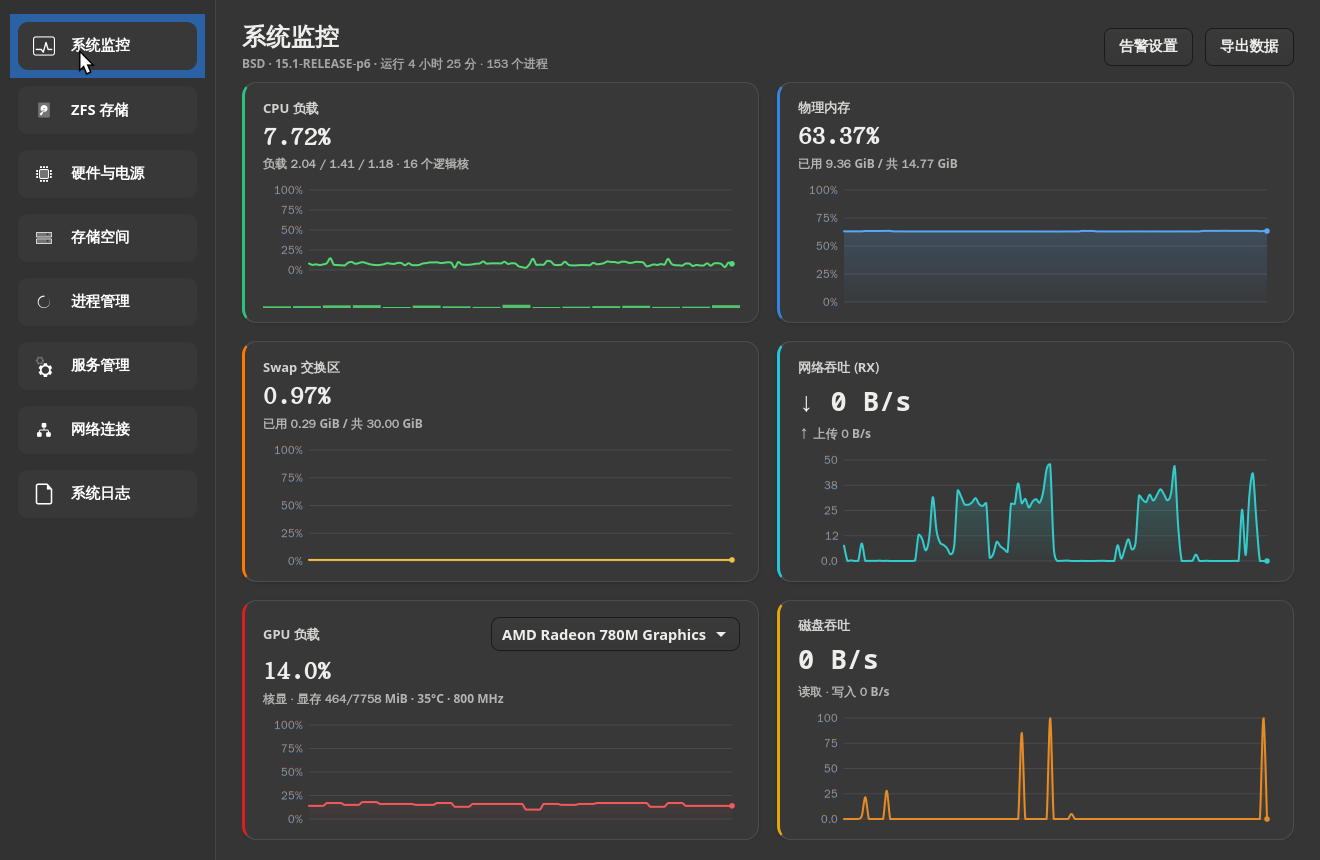 系统监控
ZFS 存储
硬件与电源
存储空间
进程管理
服务管理
网络连接
系统日志
系统监控
BSD · 15.1-RELEASE-p6 · 运行 4 小时 25 分 · 153 个进程
告警设置
导出数据
CPU 负载
7.72%
负载 2.04 / 1.41 / 1.18 · 16 个逻辑核
100%
75%
50%
25%
0%
物理内存
63.37%
已用 9.36 GiB / 共 14.77 GiB
100%
75%
50%
25%
0%
Swap 交换区
0.97%
已用 0.29 GiB / 共 30.00 GiB
100%
75%
50%
25%
0%
网络吞吐 (RX)
↓ 0 B/s
↑ 上传 0 B/s
50
38
25
12
0.0
GPU 负载
AMD Radeon 780M Graphics
14.0%
核显 · 显存 464/7758 MiB · 35°C · 800 MHz
100%
75%
50%
25%
0%
磁盘吞吐
0 B/s
读取 · 写入 0 B/s
100
75
50
25
0.0